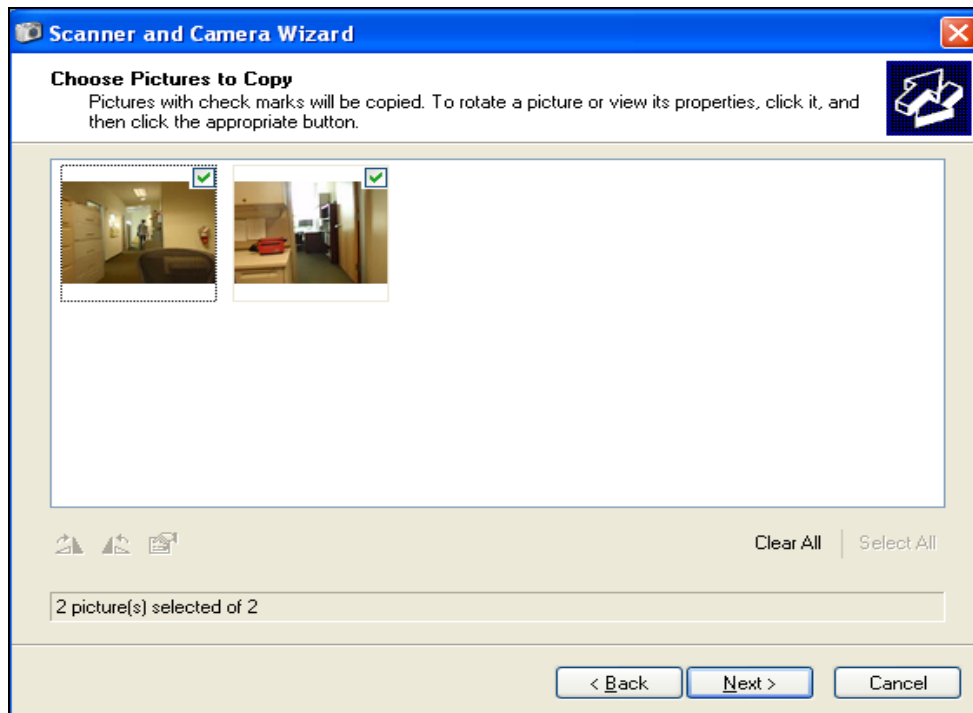 Scanner and Camera Wizard
Choose Pictures to Copy
Pictures with check marks will be copied. To rotate a picture or view its properties, click it, and
then click the appropriate button.
Clear All
Select All
2 picture(s) selected of 2
< Back
Next >
Cancel